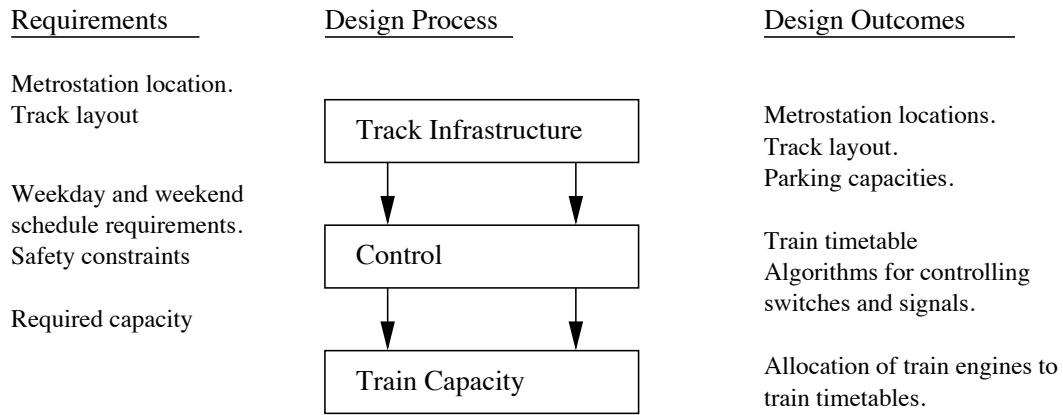 Requirements
Design Process
Design Outcomes
Metrostation location.
Track layout
Track Infrastructure
Metrostation locations.
Track layout.
Parking capacities.
Weekday and weekend
schedule requirements.
Safety constraints
Control
Train timetable
Algorithms for controlling
switches and signals.
Required capacity
Train Capacity
Allocation of train engines to
train timetables.